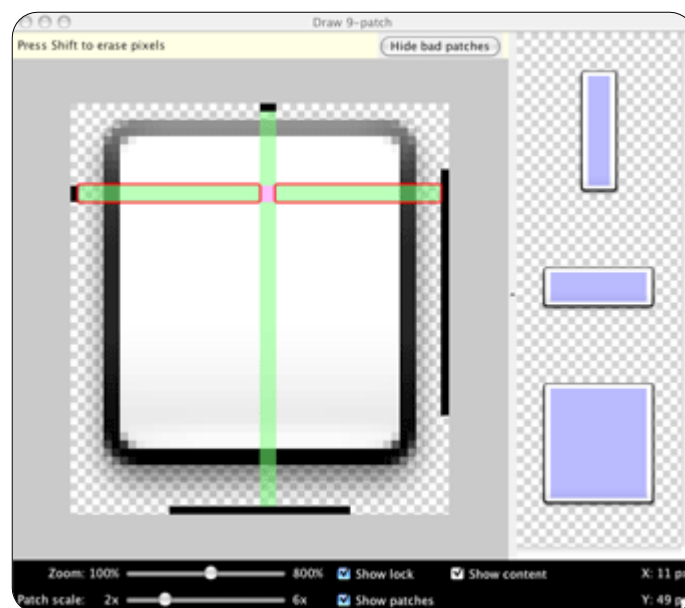 Draw 9-patch
Press Shift to erase pixels
Hide bad patches
Zoom: 100% 800% Show lock Show content X: 11 p
Patch scale: 2x 6x Show patches Y: 49 p